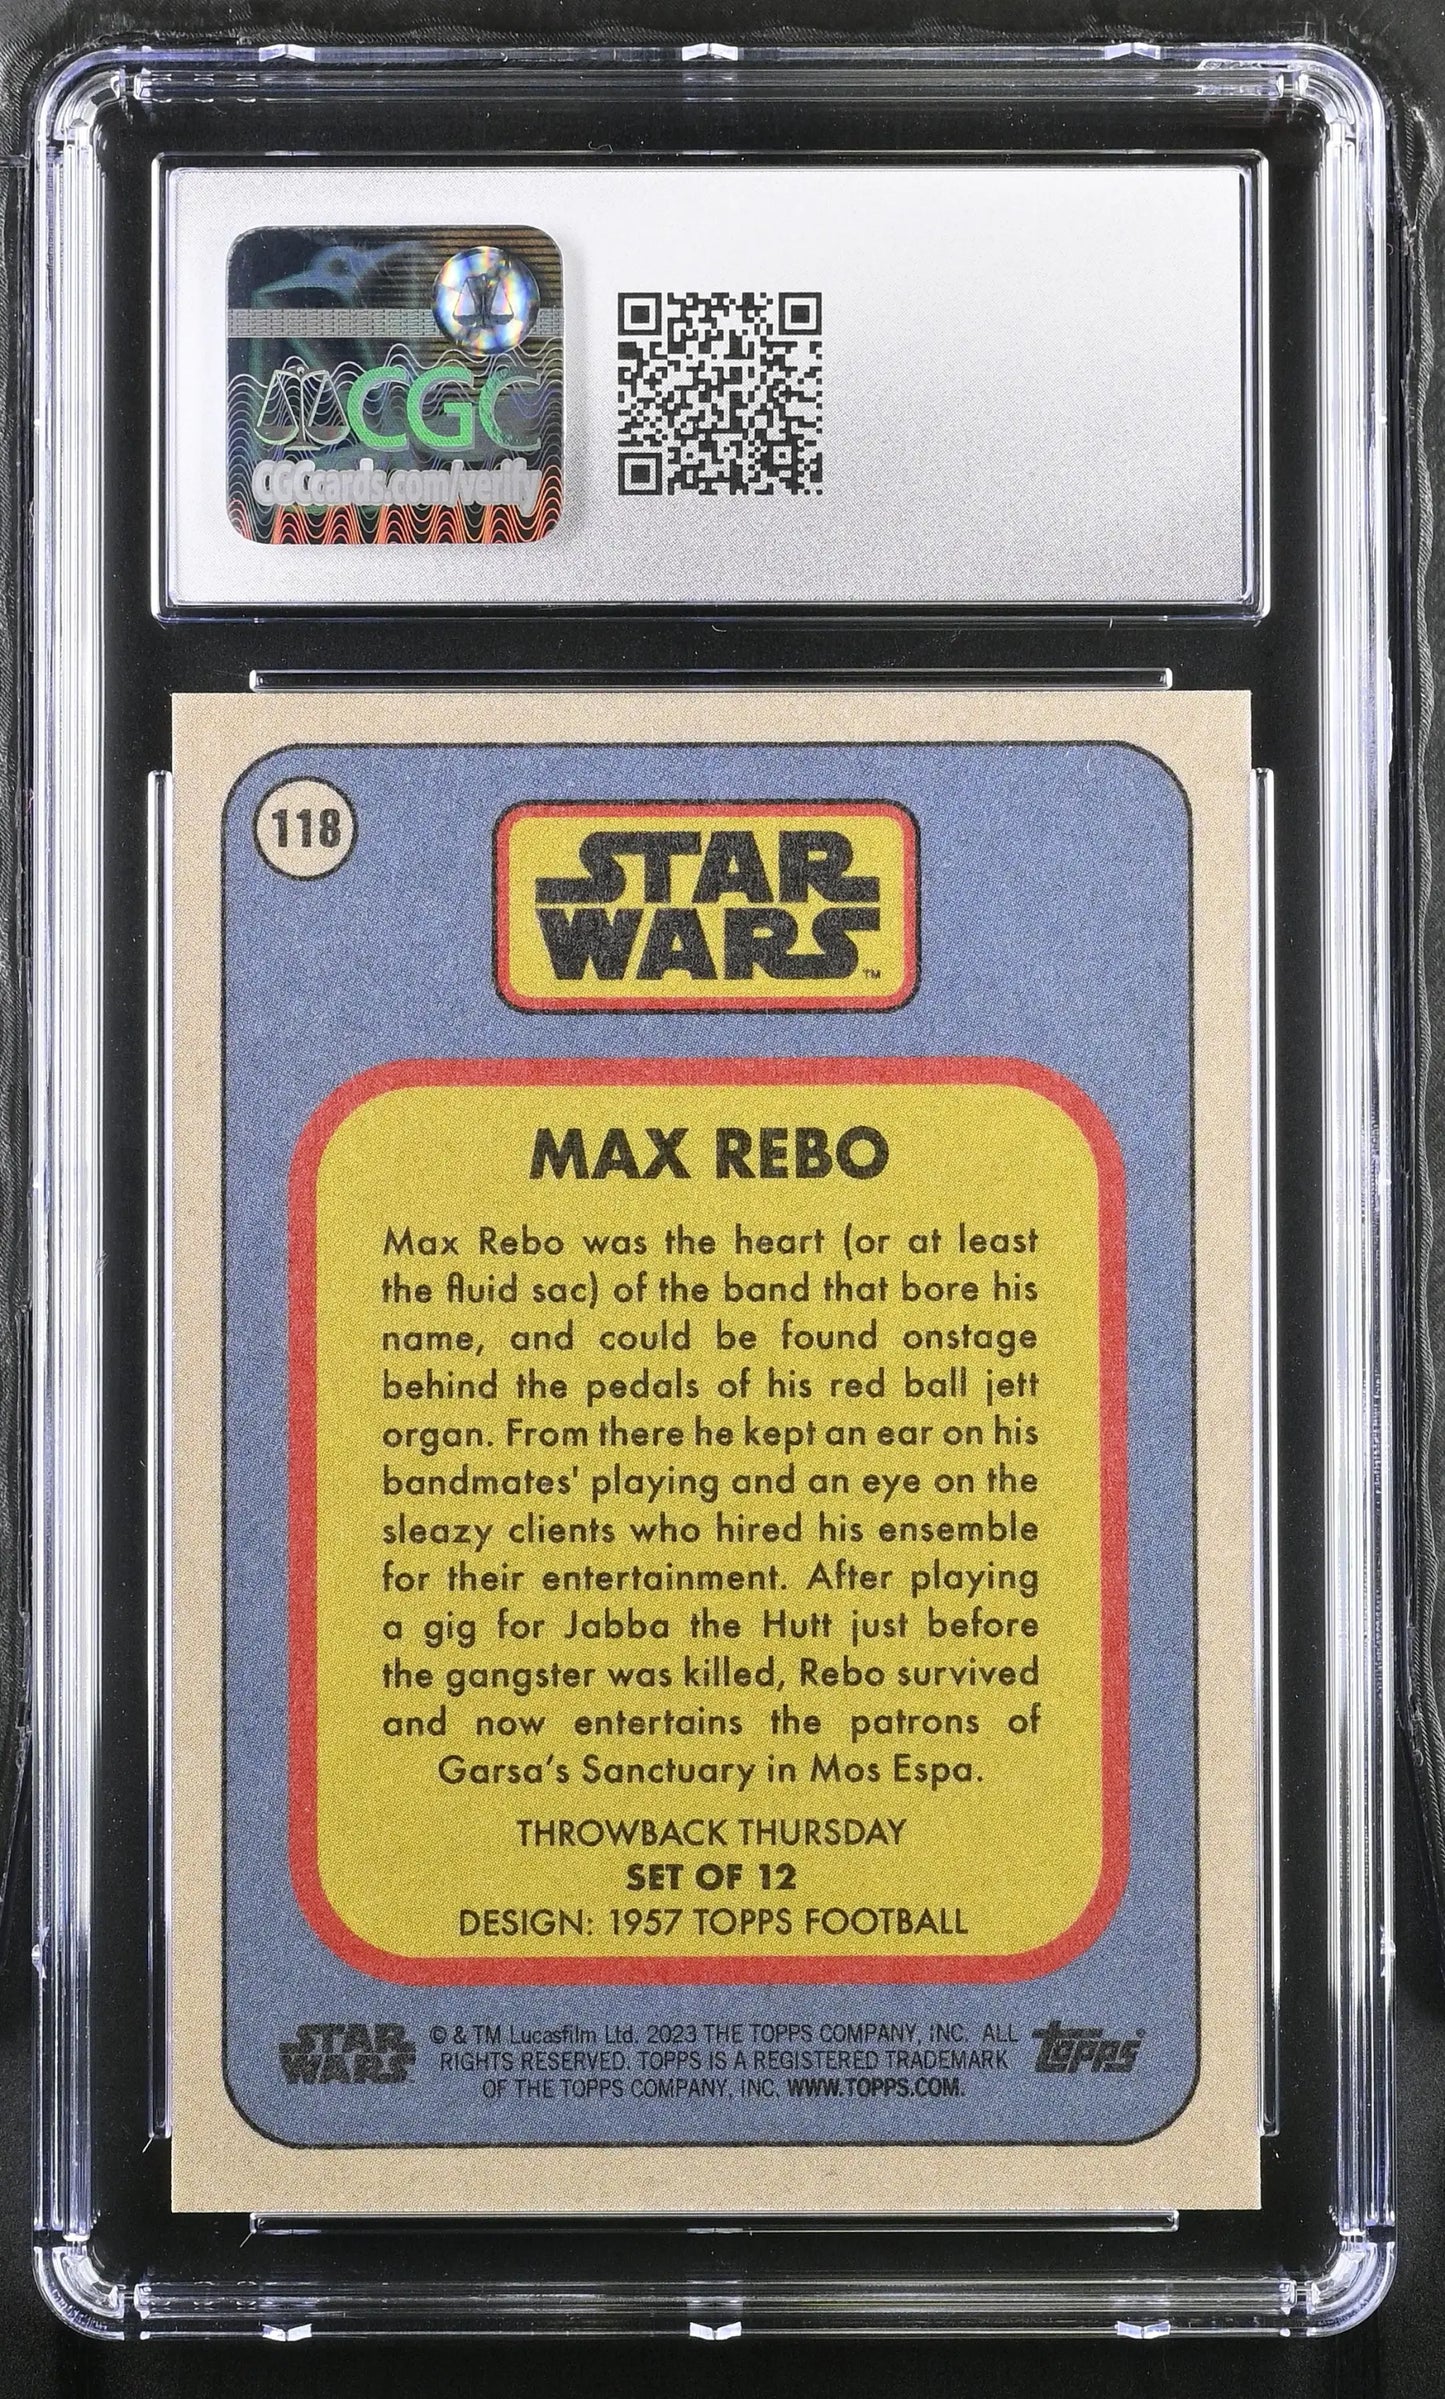 CGC
CGCcards.com/verify
118
STAR
WARS™
MAX REBO
Max Rebo was the heart (or at least
the fluid sac) of the band that bore his
name, and could be found onstage
behind the pedals of his red ball jett
organ. From there he kept an ear on his
bandmates' playing and an eye on the
sleazy clients who hired his ensemble
for their entertainment. After playing
a gig for Jabba the Hutt just before
the gangster was killed, Rebo survived
and now entertains the patrons of
Garsa’s Sanctuary in Mos Espa.
THROWBACK THURSDAY
SET OF 12
DESIGN: 1957 TOPPS FOOTBALL
STAR
WARS
© & TM Lucasfilm Ltd. 2023 THE TOPPS COMPANY, INC. ALL
RIGHTS RESERVED. TOPPS IS A REGISTERED TRADEMARK
OF THE TOPPS COMPANY, INC. WWW.TOPPS.COM.
topps®